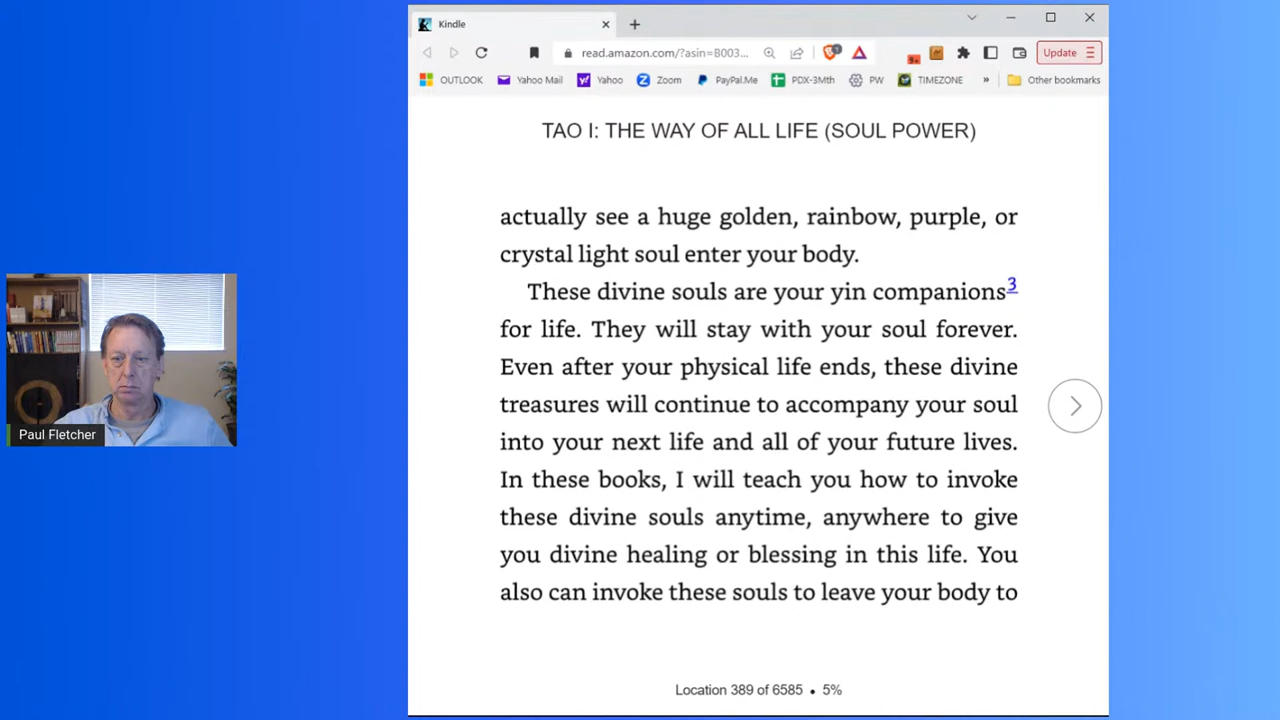 Kindle
read.amazon.com/?asin=B003...
9+
Update
OUTLOOK
Yahoo Mail
Yahoo
Zoom
PayPal.Me
PDX-3Mth
PW
TIMEZONE
»
Other bookmarks
TAO I: THE WAY OF ALL LIFE (SOUL POWER)
actually see a huge golden, rainbow, purple, or
crystal light soul enter your body.
These divine souls are your yin companions3
for life. They will stay with your soul forever.
Even after your physical life ends, these divine
treasures will continue to accompany your soul
into your next life and all of your future lives.
In these books, I will teach you how to invoke
these divine souls anytime, anywhere to give
you divine healing or blessing in this life. You
also can invoke these souls to leave your body to
Location 389 of 6585 • 5%
Paul Fletcher